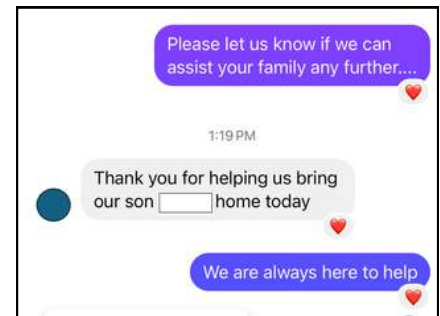 Please let us know if we can
assist your family any further....
1:19 PM
Thank you for helping us bring
our son home today
We are always here to help